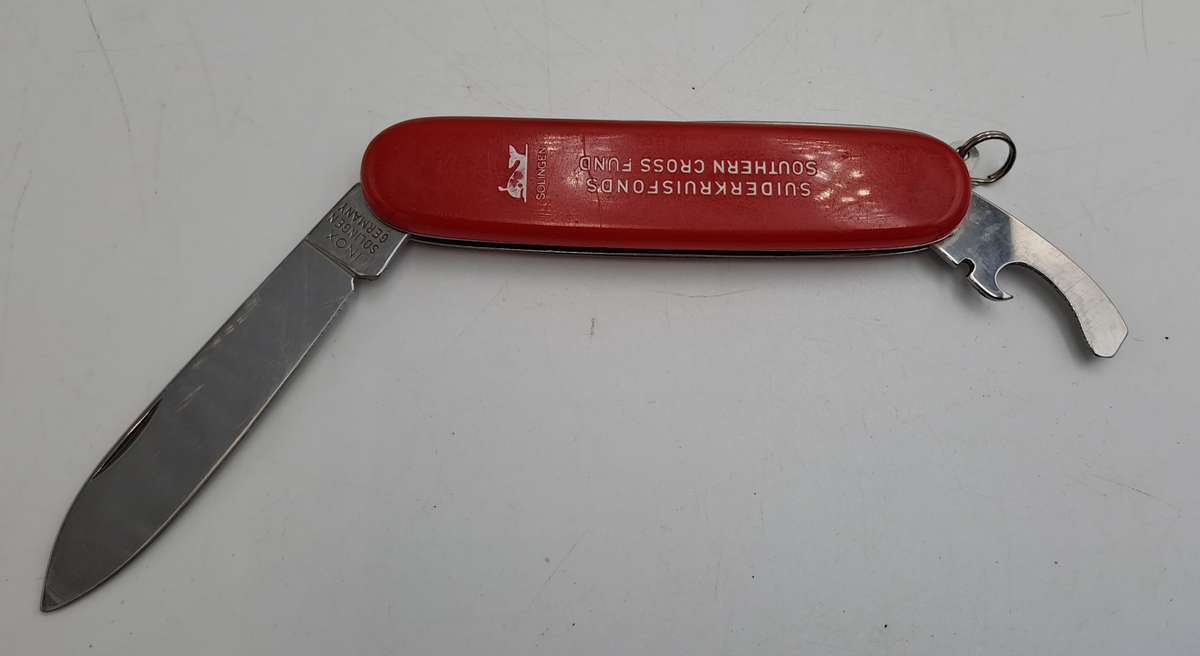 SUIDERKRUISFONDS
SOUTHERN CROSS FUND
SOLINGEN
INOX
SOLINGEN
GERMANY